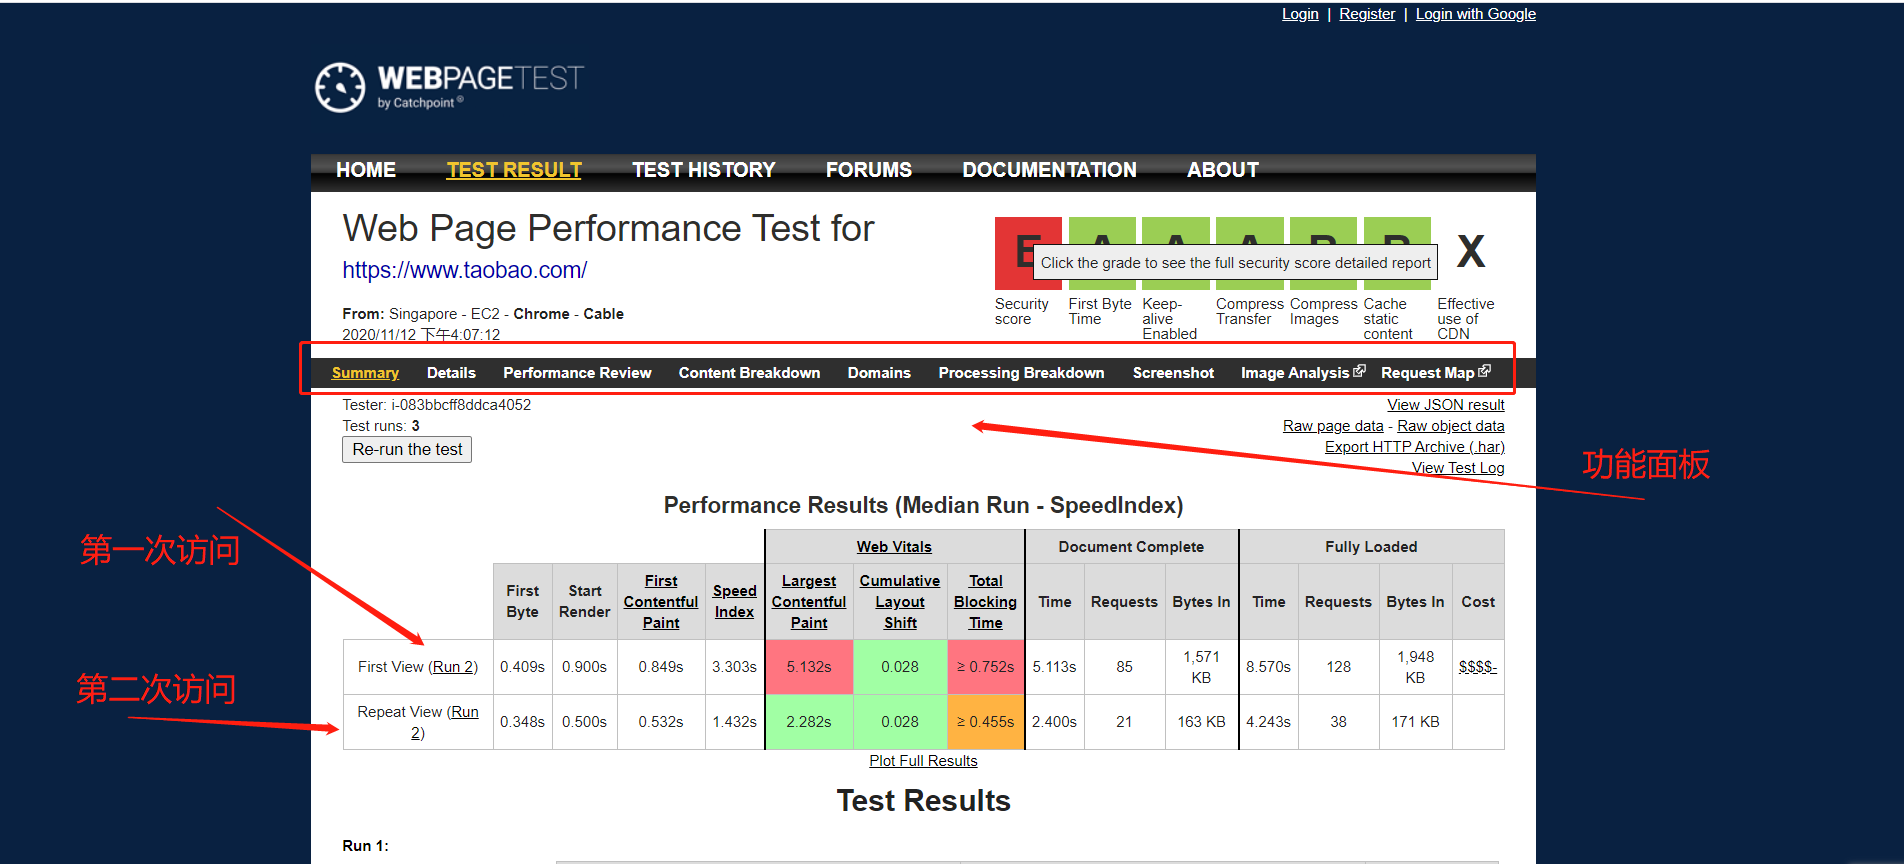 Login | Register | Login with Google
WEBPAGETEST
by Catchpoint ®
HOME TEST RESULT TEST HISTORY FORUMS DOCUMENTATION ABOUT
Web Page Performance Test for
https://www.taobao.com/
From: Singapore - EC2 - Chrome - Cable
2020/11/12 下午4:07:12
E A A A B B X
Click the grade to see the full security score detailed report
Security score
First Byte Time
Keep-alive Enabled
Compress Transfer
Compress Images
Cache static content
Effective use of CDN
Summary Details Performance Review Content Breakdown Domains Processing Breakdown Screenshot Image Analysis Request Map
Tester: i-083bbcff8ddca4052
Test runs: 3
Re-run the test
View JSON result
Raw page data - Raw object data
Export HTTP Archive (.har)
View Test Log
功能面板
第一次访问
第二次访问
Performance Results (Median Run - SpeedIndex)
Web Vitals Document Complete Fully Loaded
First Byte Start Render First Contentful Paint Speed Index Largest Contentful Paint Cumulative Layout Shift Total Blocking Time Time Requests Bytes In Time Requests Bytes In Cost
First View (Run 2) 0.409s 0.900s 0.849s 3.303s 5.132s 0.028 ≥ 0.752s 5.113s 85 1,571 KB 8.570s 128 1,948 KB $$$$-
Repeat View (Run 2) 0.348s 0.500s 0.532s 1.432s 2.282s 0.028 ≥ 0.455s 2.400s 21 163 KB 4.243s 38 171 KB
Plot Full Results
Test Results
Run 1: